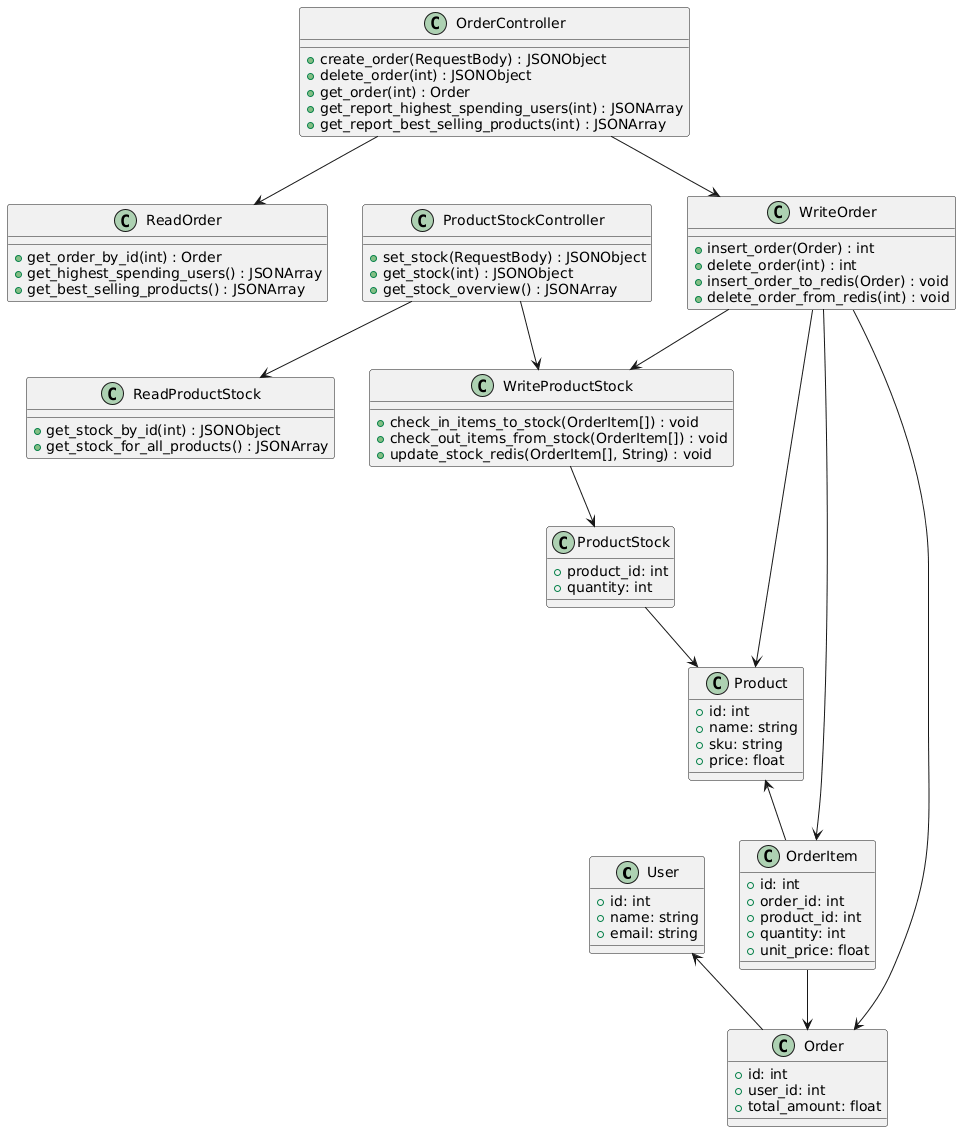 C OrderController
create_order(RequestBody) : JSONObject
delete_order(int) : JSONObject
get_order(int) : Order
get_report_highest_spending_users(int) : JSONArray
get_report_best_selling_products(int) : JSONArray
C ReadOrder
get_order_by_id(int) : Order
get_highest_spending_users() : JSONArray
get_best_selling_products() : JSONArray
C ProductStockController
set_stock(RequestBody) : JSONObject
get_stock(int) : JSONObject
get_stock_overview() : JSONArray
C WriteOrder
insert_order(Order) : int
delete_order(int) : int
insert_order_to_redis(Order) : void
delete_order_from_redis(int) : void
C ReadProductStock
get_stock_by_id(int) : JSONObject
get_stock_for_all_products() : JSONArray
C WriteProductStock
check_in_items_to_stock(OrderItem[]) : void
check_out_items_from_stock(OrderItem[]) : void
update_stock_redis(OrderItem[], String) : void
C ProductStock
product_id: int
quantity: int
C Product
id: int
name: string
sku: string
price: float
C User
id: int
name: string
email: string
C OrderItem
id: int
order_id: int
product_id: int
quantity: int
unit_price: float
C Order
id: int
user_id: int
total_amount: float